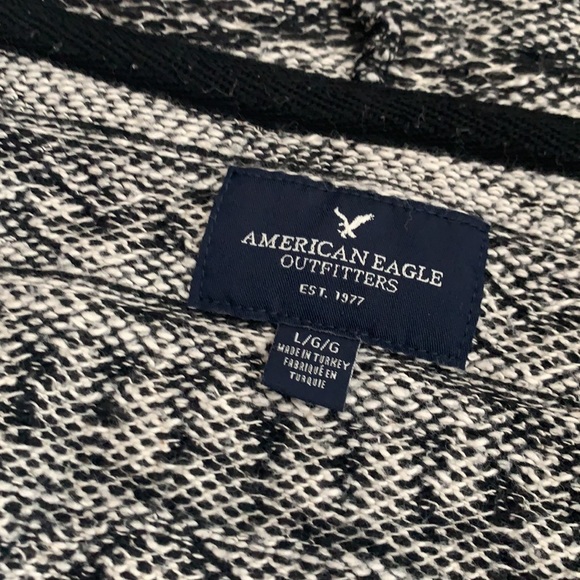 AMERICAN EAGLE
OUTFITTERS
EST. 1977
L/G/G
MADE IN TURKEY
FABRIQUÉ EN
TURQUIE